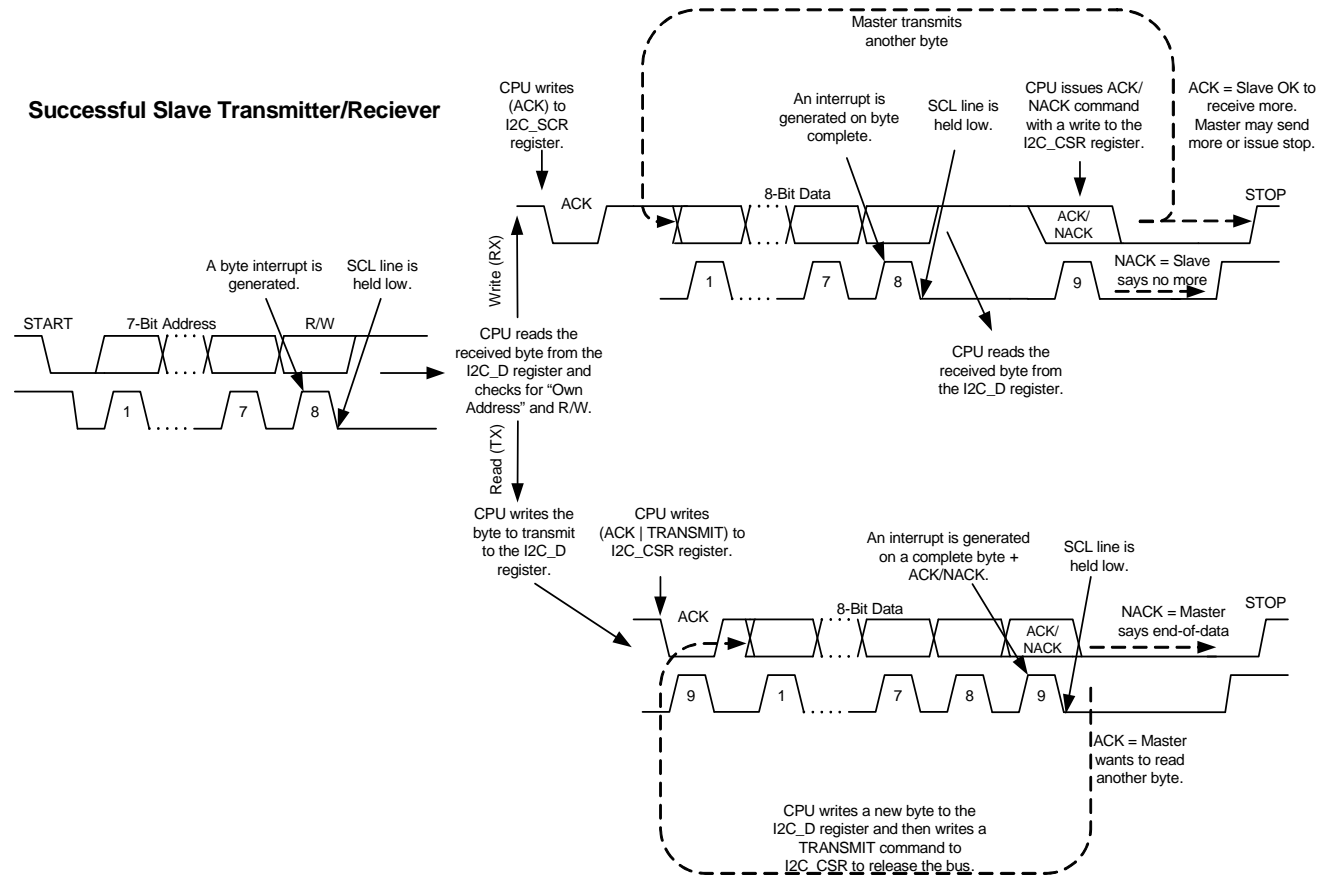 Successful Slave Transmitter/Reciever
Master transmits
another byte
CPU writes
(ACK) to
I2C_SCR
register.
An interrupt is
generated on byte
complete.
SCL line is
held low.
CPU issues ACK/
NACK command
with a write to the
I2C_CSR register.
ACK = Slave OK to
receive more.
Master may send
more or issue stop.
ACK
8-Bit Data
ACK/
NACK
STOP
1
7
8
9
NACK = Slave
says no more
CPU reads the
received byte from
the I2C_D register.
A byte interrupt is
generated.
SCL line is
held low.
START
7-Bit Address
R/W
1
7
8
Write (RX)
CPU reads the
received byte from the
I2C_D register and
checks for “Own
Address” and R/W.
Read (TX)
CPU writes the
byte to transmit
to the I2C_D
register.
CPU writes
(ACK | TRANSMIT) to
I2C_CSR register.
An interrupt is generated
on a complete byte +
ACK/NACK.
SCL line is
held low.
ACK
8-Bit Data
ACK/
NACK
NACK = Master
says end-of-data
STOP
9
1
7
8
9
ACK = Master
wants to read
another byte.
CPU writes a new byte to the
I2C_D register and then writes a
TRANSMIT command to
I2C_CSR to release the bus.